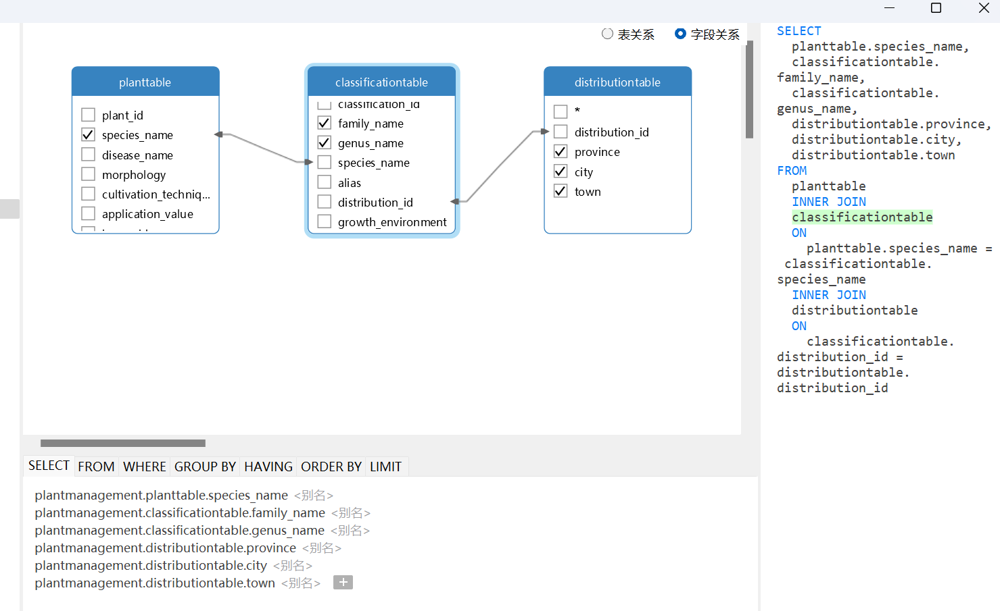 表关系 字段关系
planttable
plant_id
species_name
disease_name
morphology
cultivation_techniq...
application_value
classificationtable
classification_id
family_name
genus_name
species_name
alias
distribution_id
growth_environment
distributiontable
*
distribution_id
province
city
town
SELECT FROM WHERE GROUP BY HAVING ORDER BY LIMIT
plantmanagement.planttable.species_name <别名>
plantmanagement.classificationtable.family_name <别名>
plantmanagement.classificationtable.genus_name <别名>
plantmanagement.distributiontable.province <别名>
plantmanagement.distributiontable.city <别名>
plantmanagement.distributiontable.town <别名>
SELECT
planttable.species_name,
classificationtable.
family_name,
classificationtable.
genus_name,
distributiontable.province,
distributiontable.city,
distributiontable.town
FROM
planttable
INNER JOIN
classificationtable
ON
planttable.species_name =
classificationtable.
species_name
INNER JOIN
distributiontable
ON
classificationtable.
distribution_id =
distributiontable.
distribution_id